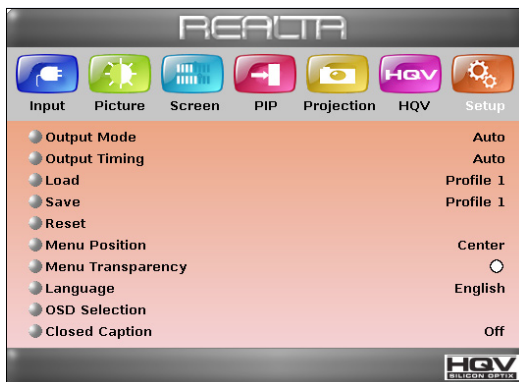 REALTA
HQV
Input Picture Screen PIP Projection HQV Setup
Output Mode Auto
Output Timing Auto
Load Profile 1
Save Profile 1
Reset
Menu Position Center
Menu Transparency
Language English
OSD Selection
Closed Caption Off
HQV
SILICON OPTIX